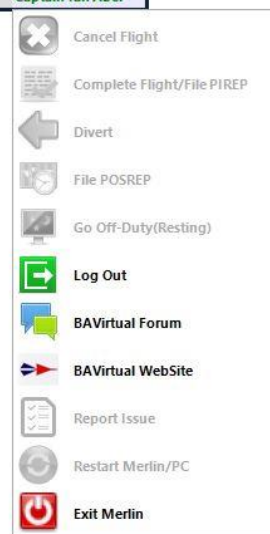 Cancel Flight
Complete Flight/File PIREP
Divert
File POSREP
Go Off-Duty(Resting)
Log Out
BAVirtual Forum
BAVirtual WebSite
Report Issue
Restart Merlin/PC
Exit Merlin